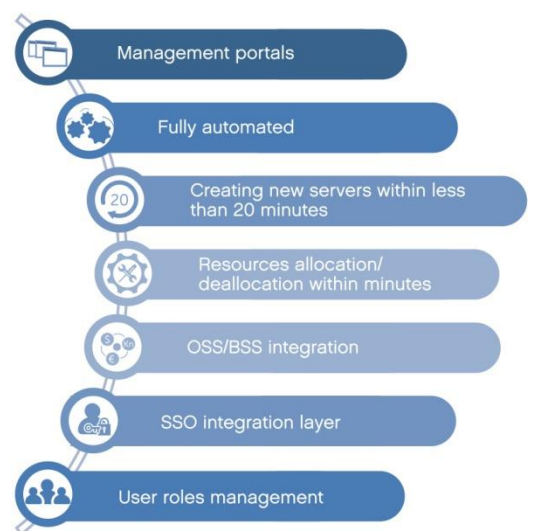 Management portals
Fully automated
20
Creating new servers within less
than 20 minutes
Resources allocation/
deallocation within minutes
$ Kn
€
OSS/BSS integration
SSO integration layer
User roles management